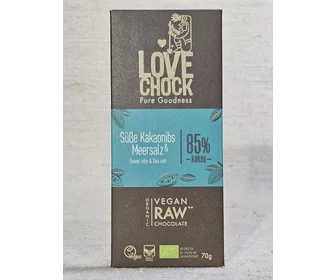 LOVE
CHOCK
Pure Goodness
Süße Kakaonibs
& Meersalz
Sweet nibs & Sea salt
85%
kakao
ORGANIC
VEGAN
RAW**
CHOCOLATE
70g